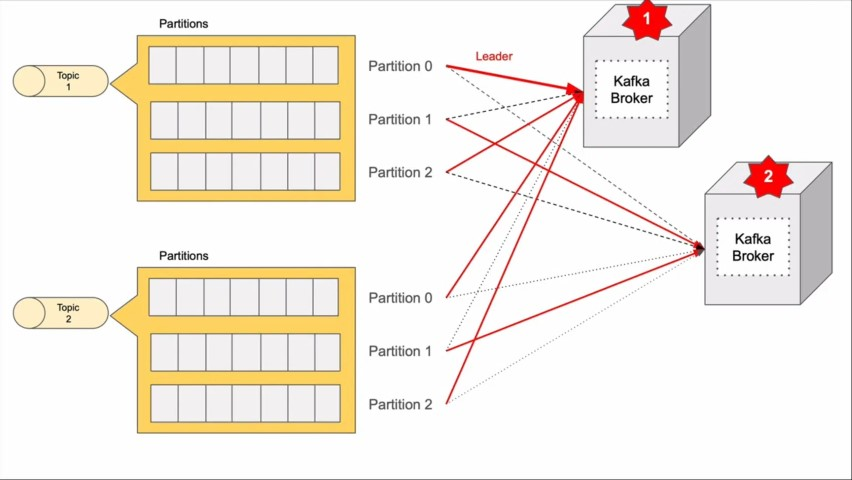 Partitions
Topic
1
Partition 0
Partition 1
Partition 2
Leader
1
Kafka
Broker
2
Kafka
Broker
Partitions
Topic
2
Partition 0
Partition 1
Partition 2